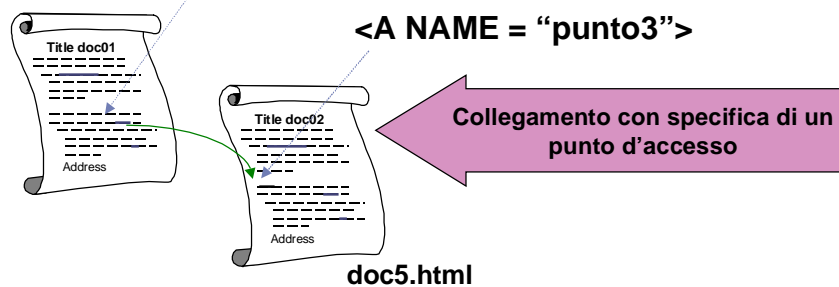 <A NAME = “punto3”>
Title doc01
Title doc02
Collegamento con specifica di un
punto d’accesso
Address
Address
doc5.html